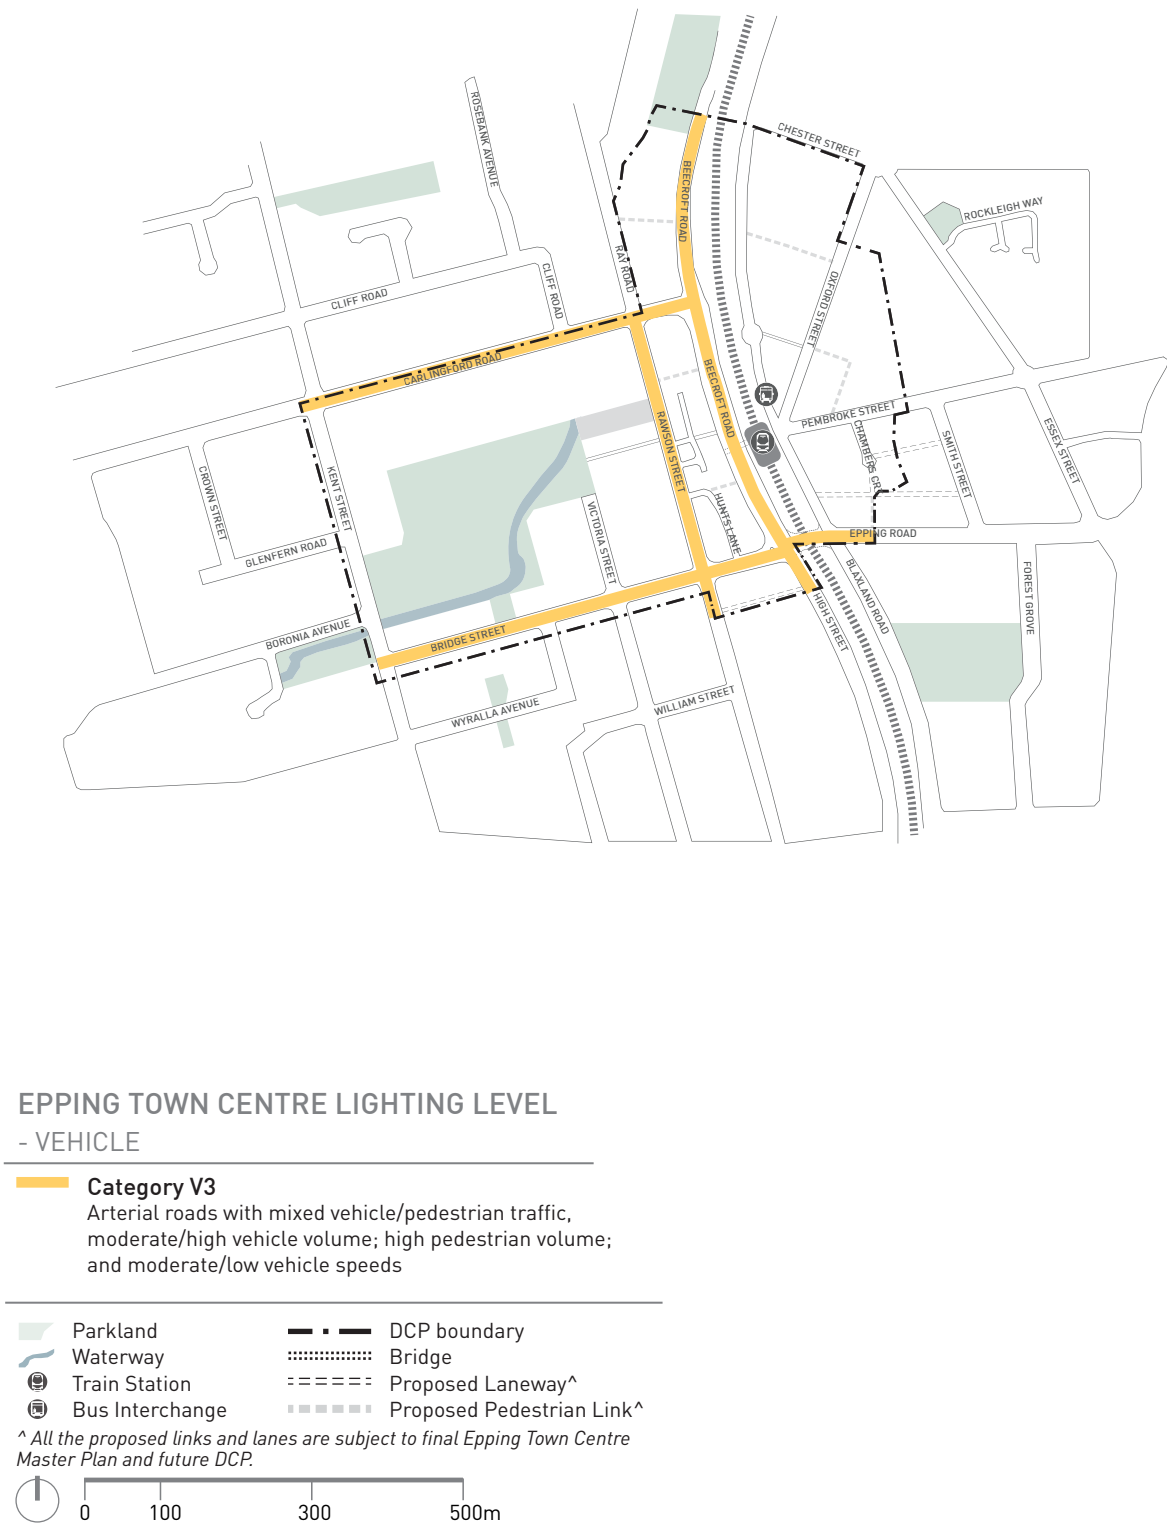 CHESTER STREET
ROSEBANK AVENUE
ROCKLEIGH WAY
BEECROFT ROAD
RAY ROAD
CLIFF ROAD
CLIFF ROAD
OXFORD STREET
CARLINGFORD ROAD
BEECROFT ROAD
PEMBROKE STREET
RAWSON STREET
CHAMBERS CRT
SMITH STREET
ESSEX STREET
CROWN STREET
KENT STREET
VICTORIA STREET
HUNTS LANE
EPPING ROAD
GLENFERN ROAD
BLAXLAND ROAD
FOREST GROVE
HIGH STREET
BORONIA AVENUE
BRIDGE STREET
WILLIAM STREET
WYRALLA AVENUE
EPPING TOWN CENTRE LIGHTING LEVEL
- VEHICLE
Category V3
Arterial roads with mixed vehicle/pedestrian traffic,
moderate/high vehicle volume; high pedestrian volume;
and moderate/low vehicle speeds
Parkland
Waterway
Train Station
Bus Interchange
DCP boundary
Bridge
Proposed Laneway^
Proposed Pedestrian Link^
^ All the proposed links and lanes are subject to final Epping Town Centre
Master Plan and future DCP.
0 100 300 500m